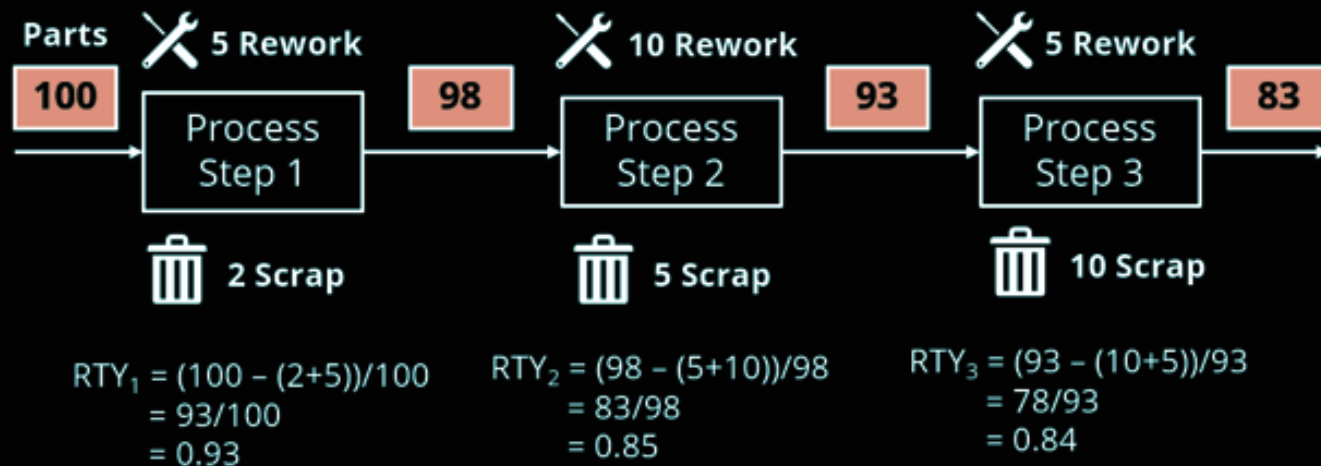 Parts
5 Rework
10 Rework
5 Rework
100
98
93
83
Process
Step 1
Process
Step 2
Process
Step 3
2 Scrap
5 Scrap
10 Scrap
RTY₁ = (100 – (2+5))/100
= 93/100
= 0.93
RTY₂ = (98 – (5+10))/98
= 83/98
= 0.85
RTY₃ = (93 – (10+5))/93
= 78/93
= 0.84